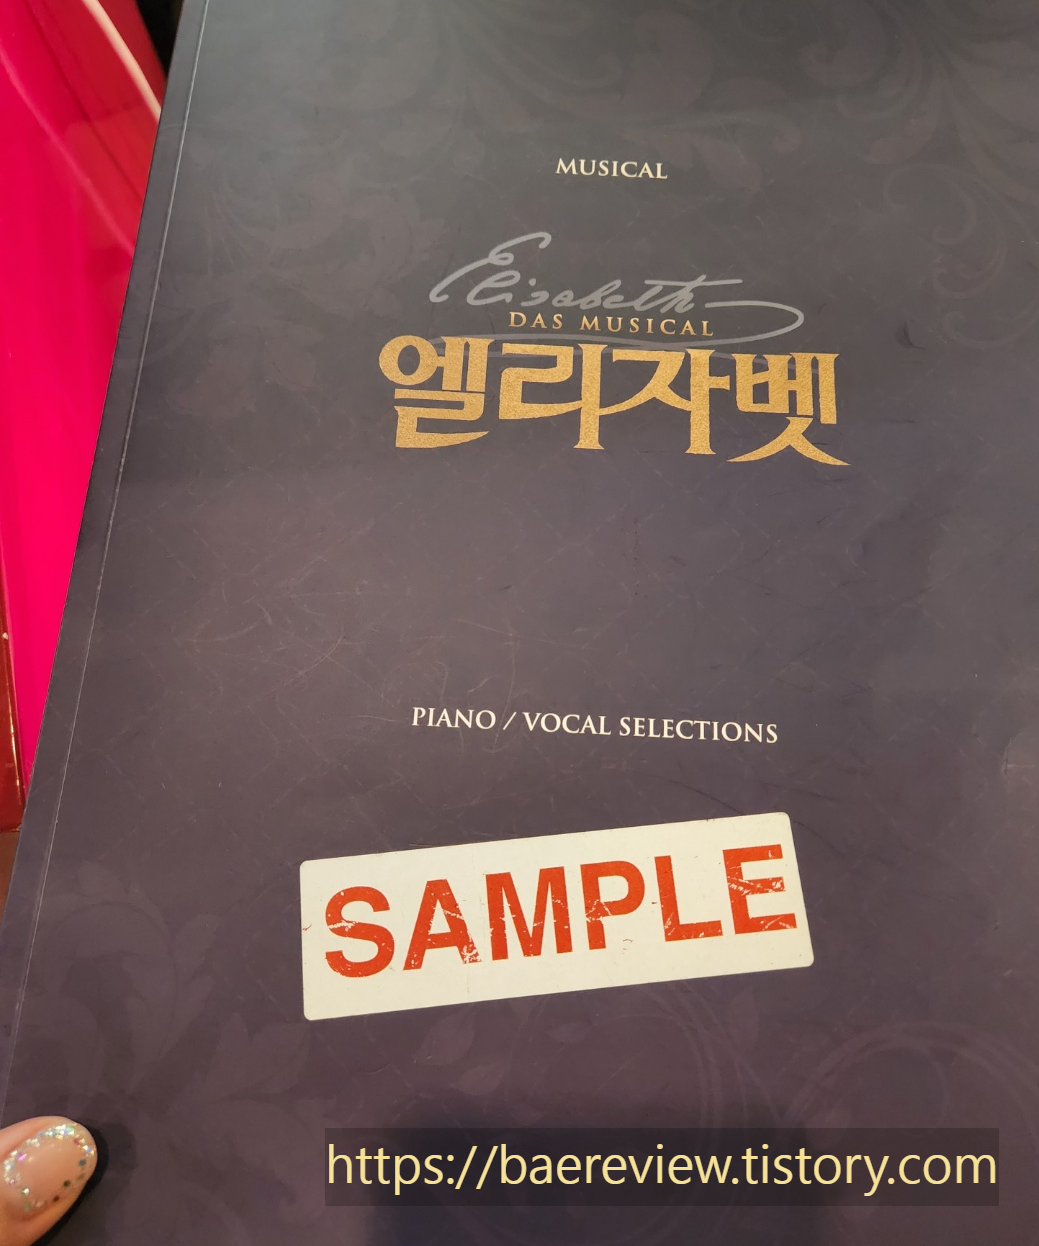 MUSICAL
Elisabeth
DAS MUSICAL
엘리자벳
PIANO / VOCAL SELECTIONS
SAMPLE
https://baereview.tistory.com